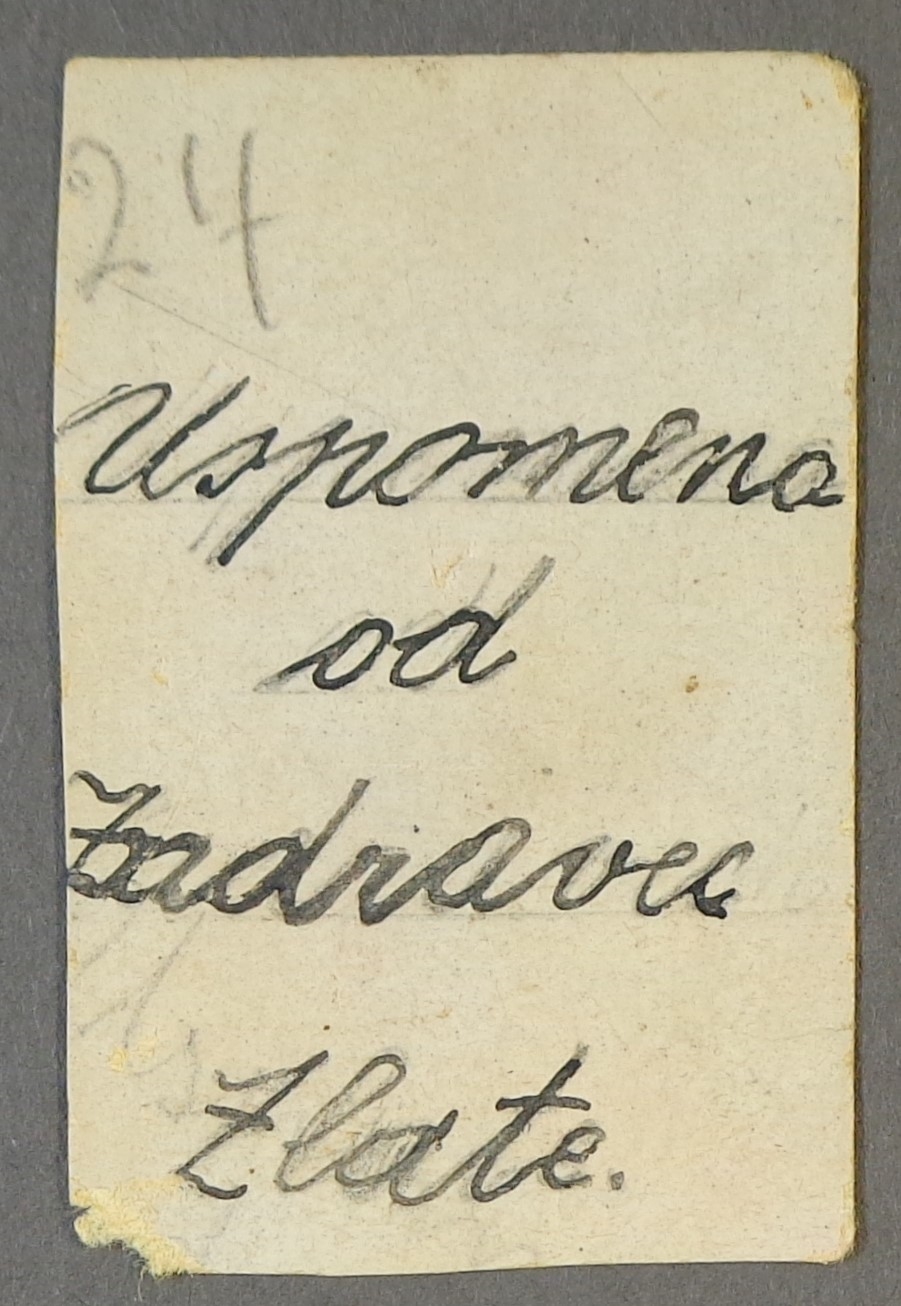 24
Uspomena
od
Zadravec
Zlate.